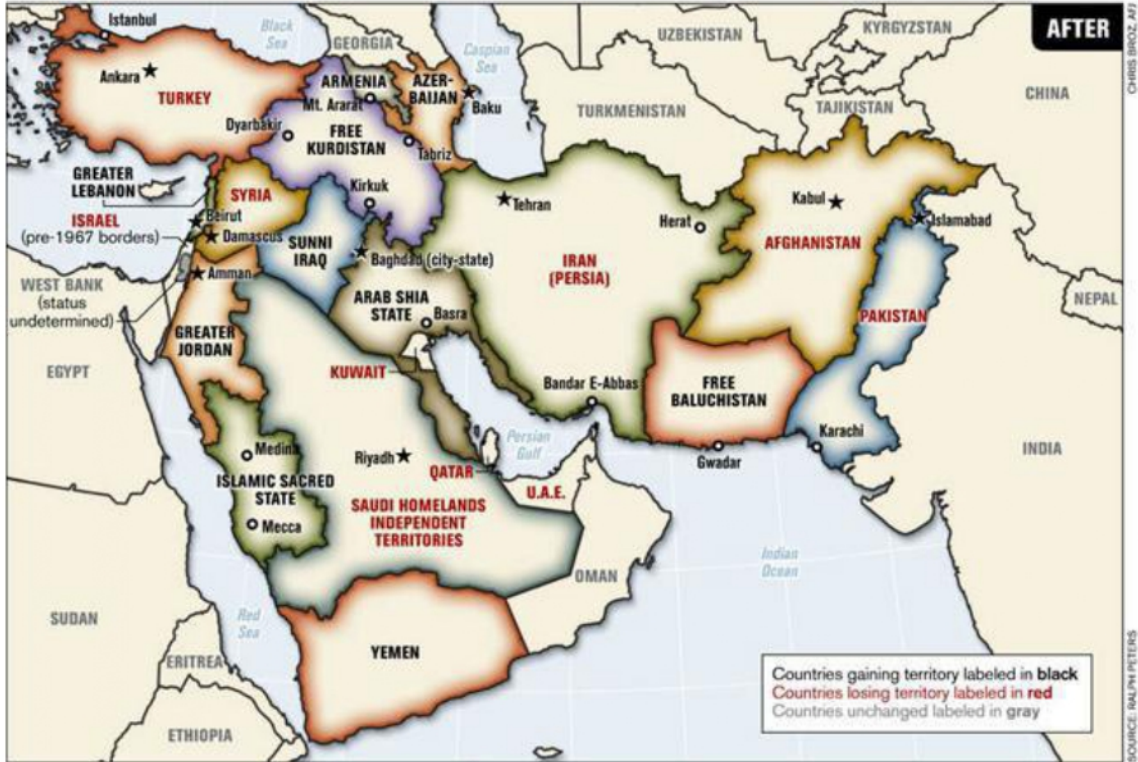 AFTER
CHRIS BROZ, AFJ
Istanbul
Black
Sea
GEORGIA
Caspian
Sea
UZBEKISTAN
KYRGYZSTAN
Ankara
TURKEY
ARMENIA
Mt. Ararat
AZER-
BAIJAN
Baku
TURKMENISTAN
TAJIKISTAN
CHINA
Dyarbakir
FREE
KURDISTAN
Tabriz
GREATER
LEBANON
SYRIA
Kirkuk
Tehran
Herat
Kabul
Islamabad
ISRAEL
(pre-1967 borders)
Beirut
Damascus
SUNNI
IRAQ
Baghdad (city-state)
IRAN
(PERSIA)
AFGHANISTAN
WEST BANK
(status
undetermined)
Amman
ARAB SHIA
STATE
Basra
NEPAL
PAKISTAN
GREATER
JORDAN
EGYPT
KUWAIT
Bandar E-Abbas
FREE
BALUCHISTAN
Medina
Riyadh
Persian
Gulf
Gwadar
Karachi
INDIA
QATAR
ISLAMIC SACRED
STATE
U.A.E.
Mecca
SAUDI HOMELANDS
INDEPENDENT
TERRITORIES
Indian
Ocean
OMAN
SUDAN
Red
Sea
YEMEN
ERITREA
ETHIOPIA
Countries gaining territory labeled in black
Countries losing territory labeled in red
Countries unchanged labeled in gray
SOURCE: RALPH PETERS